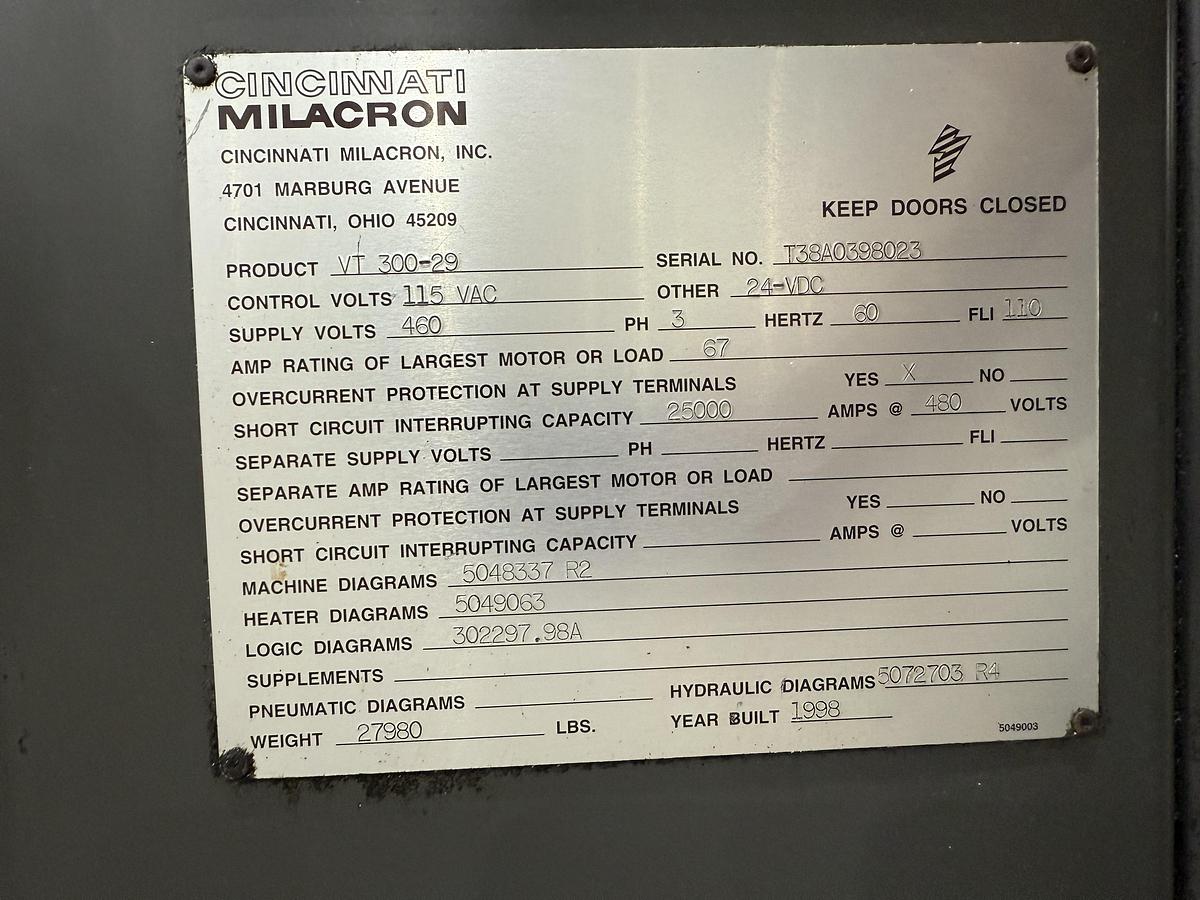 CINCINNATI
MILACRON
CINCINNATI MILACRON, INC.
4701 MARBURG AVENUE
CINCINNATI, OHIO 45209
KEEP DOORS CLOSED
PRODUCT VT 300-29 SERIAL NO. T38A0398023
CONTROL VOLTS 115 VAC OTHER 24-VDC
SUPPLY VOLTS 460 PH 3 HERTZ 60 FLI 110
AMP RATING OF LARGEST MOTOR OR LOAD 67
OVERCURRENT PROTECTION AT SUPPLY TERMINALS YES X NO
SHORT CIRCUIT INTERRUPTING CAPACITY 25000 AMPS @ 480 VOLTS
SEPARATE SUPPLY VOLTS PH HERTZ FLI
SEPARATE AMP RATING OF LARGEST MOTOR OR LOAD
OVERCURRENT PROTECTION AT SUPPLY TERMINALS YES NO
SHORT CIRCUIT INTERRUPTING CAPACITY AMPS @ VOLTS
MACHINE DIAGRAMS 5048337 R2
HEATER DIAGRAMS 5049063
LOGIC DIAGRAMS 302297.98A
SUPPLEMENTS
PNEUMATIC DIAGRAMS HYDRAULIC DIAGRAMS 5072703 R4
WEIGHT 27980 LBS. YEAR BUILT 1998
5049003